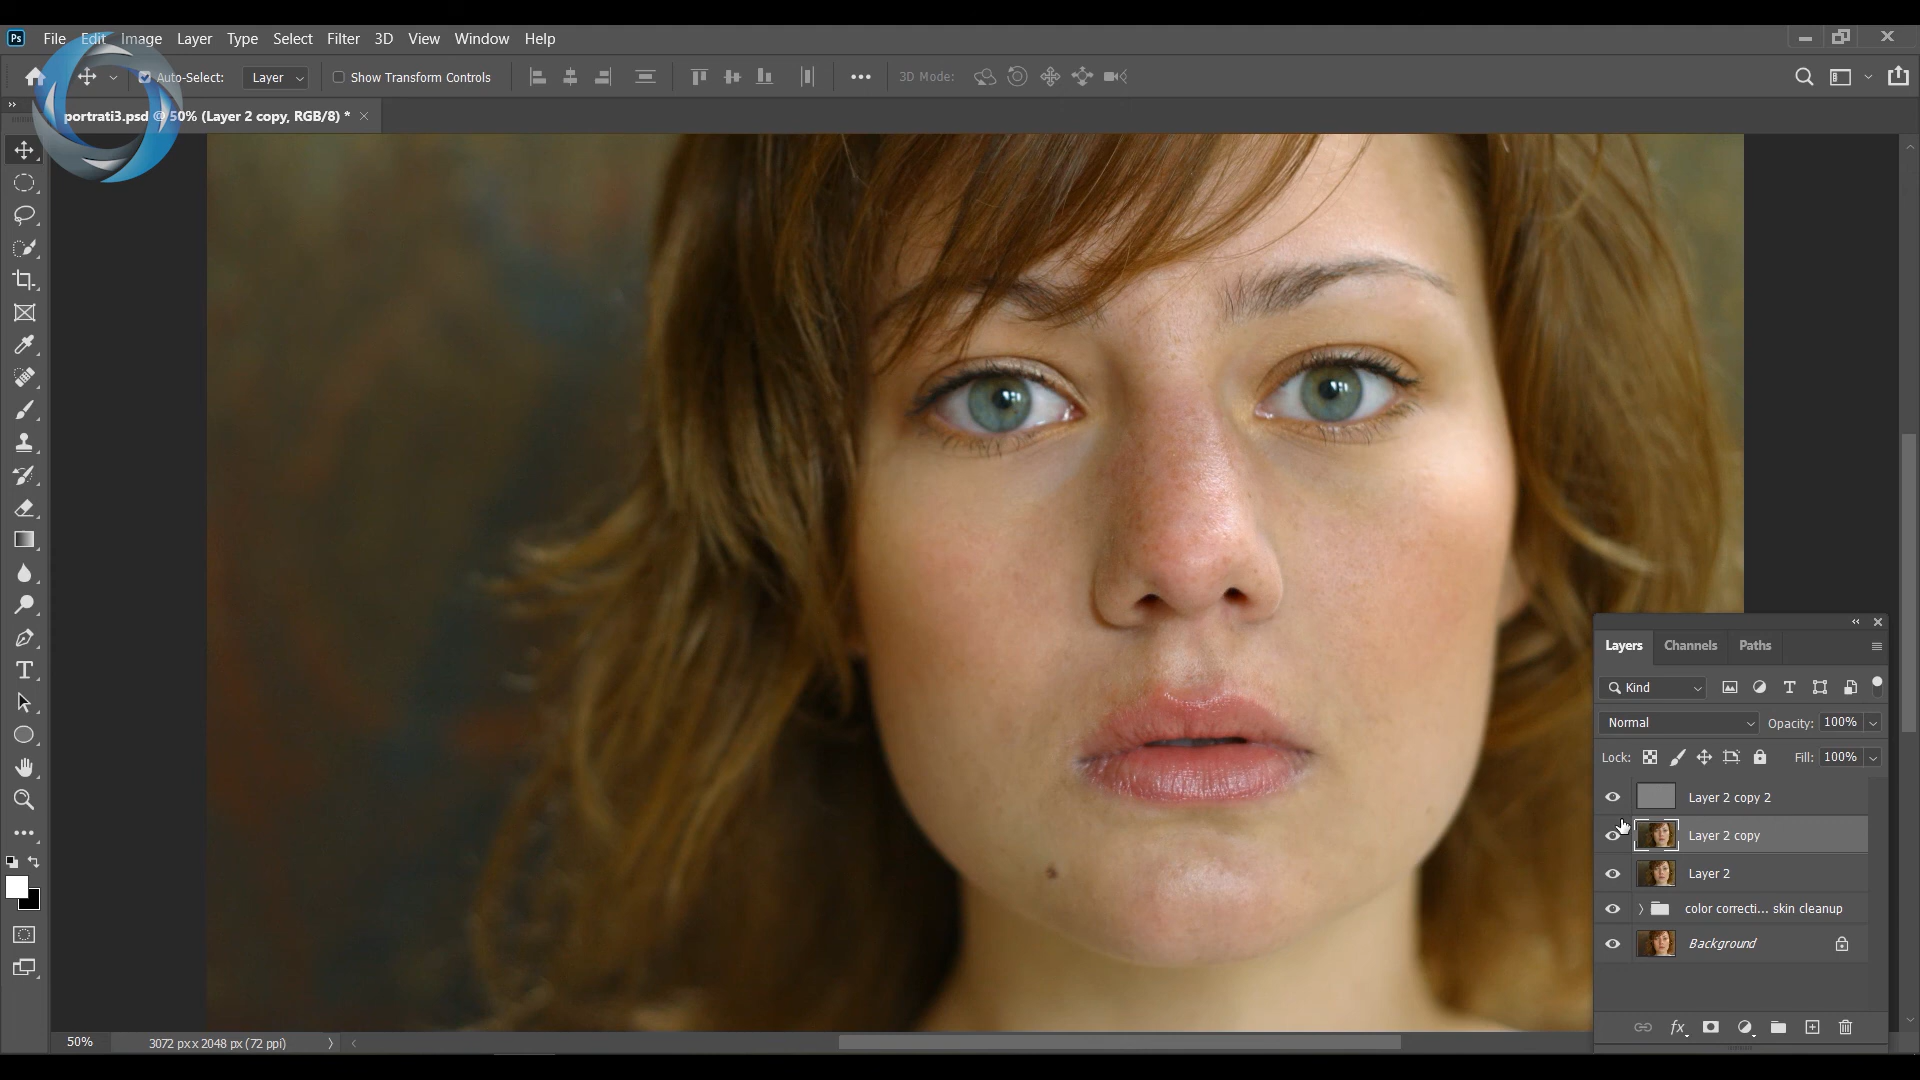 Ps File Edit Image Layer Type Select Filter 3D View Window Help
Auto-Select: Layer Show Transform Controls 3D Mode:
portrati3.psd @ 50% (Layer 2 copy, RGB/8) *
Layers Channels Paths
Kind
Normal Opacity: 100%
Lock: Fill: 100%
Layer 2 copy 2
Layer 2 copy
Layer 2
color correcti... skin cleanup
Background
fx
50% 3072 px x 2048 px (72 ppi)